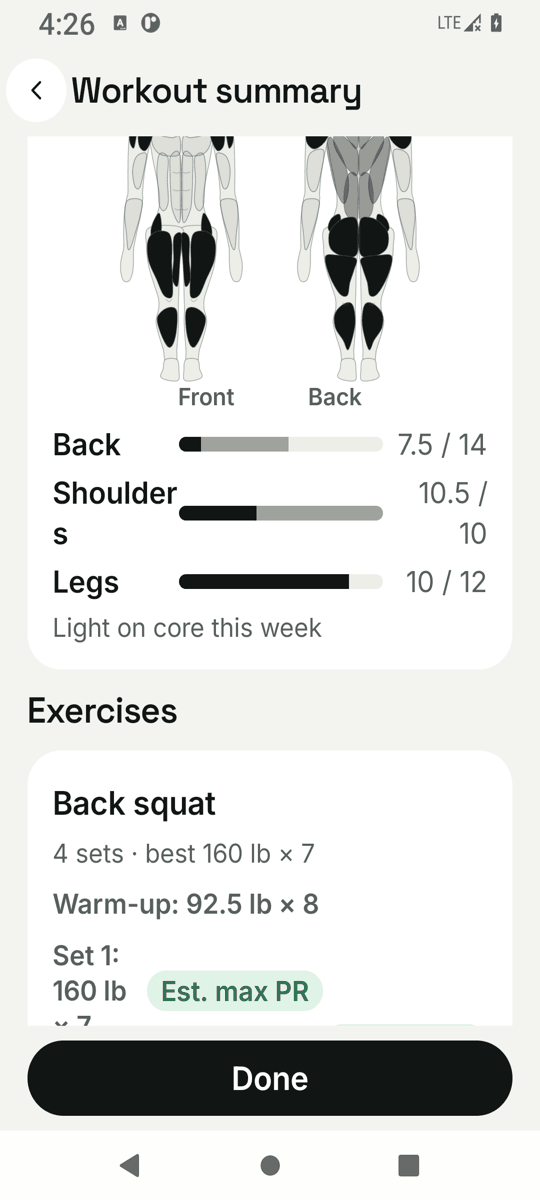 4:26
LTE
Workout summary
Front
Back
Back
7.5 / 14
Shoulder
s
10.5 /
10
Legs
10 / 12
Light on core this week
Exercises
Back squat
4 sets · best 160 lb × 7
Warm-up: 92.5 lb × 8
Set 1:
160 lb
× 7
Est. max PR
Done